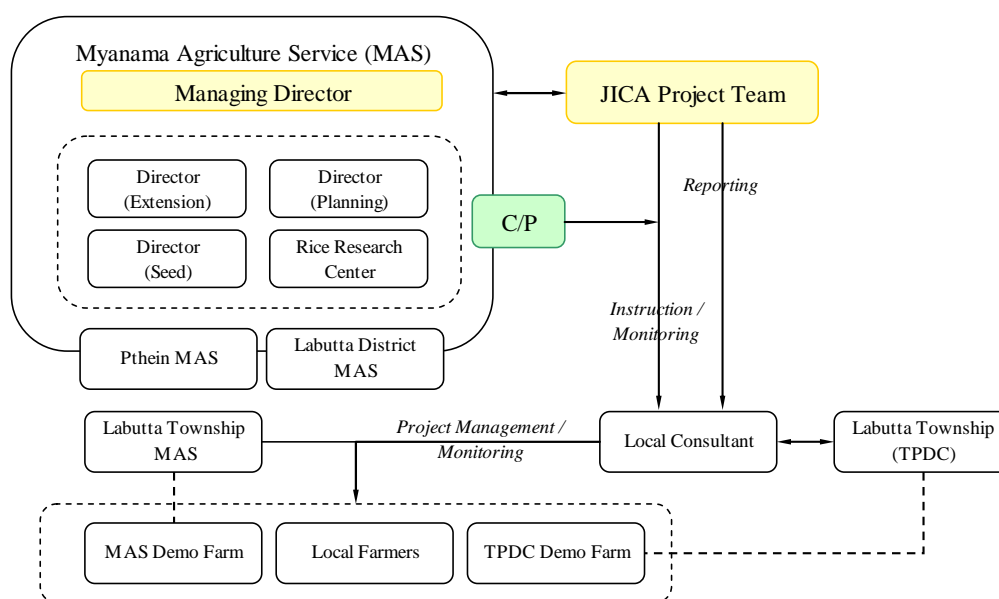 Myanama Agriculture Service (MAS)
Managing Director
JICA Project Team
Director
(Extension)
Director
(Planning)
Reporting
C/P
Director
(Seed)
Rice Research
Center
Instruction /
Monitoring
Pthein MAS
Labutta District
MAS
Labutta Township
MAS
Project Management /
Monitoring
Local Consultant
Labutta Township
(TPDC)
MAS Demo Farm
Local Farmers
TPDC Demo Farm